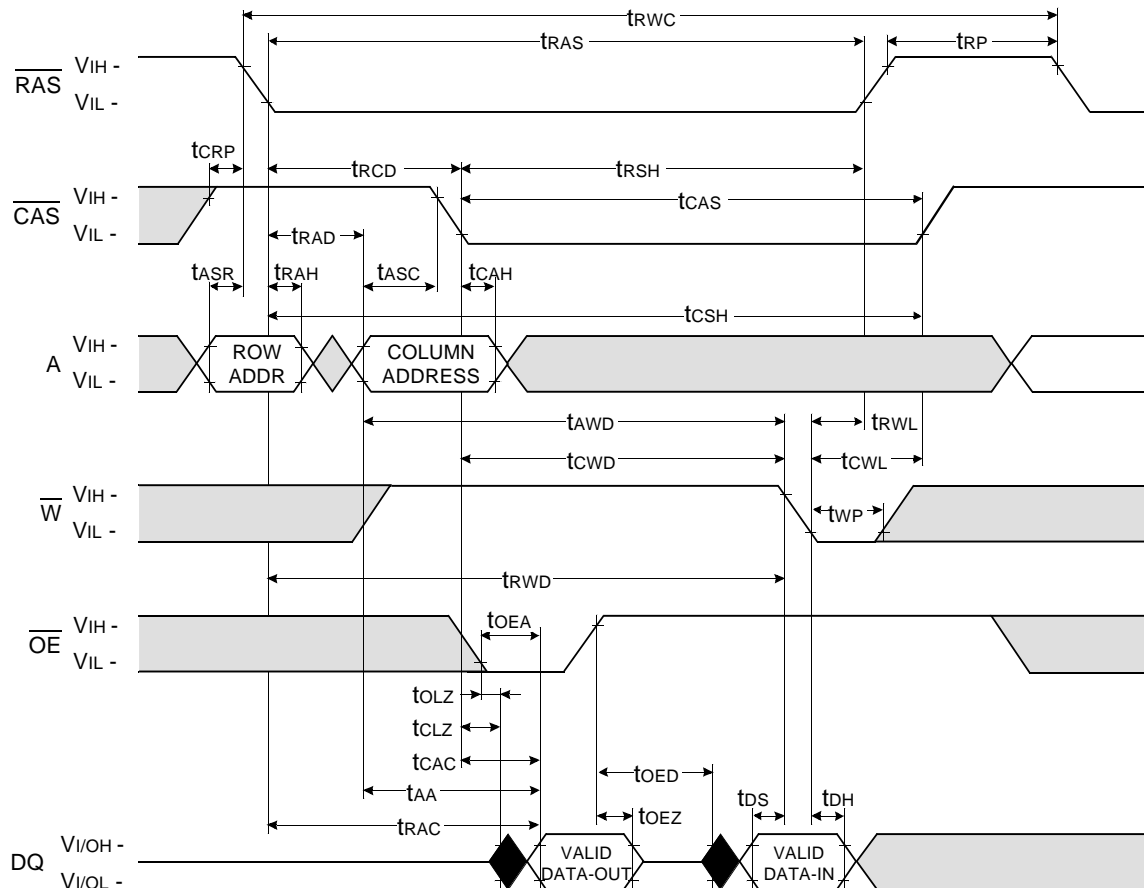 tRWC
tRAS
tRP
RAS
VIH -
VIL -
tCRP
tRCD
tRSH
CAS
VIH -
VIL -
tCAS
tRAD
tASR
tRAH
tASC
tCAH
tCSH
A
VIH -
VIL -
ROW
ADDR
COLUMN
ADDRESS
tAWD
tRWL
tCWD
tCWL
W
VIH -
VIL -
tWP
tRWD
OE
VIH -
VIL -
tOEA
tOLZ
tCLZ
tCAC
tOED
tAA
tDS
tDH
tOEZ
tRAC
DQ
VI/OH -
VI/OL -
VALID
DATA-OUT
VALID
DATA-IN